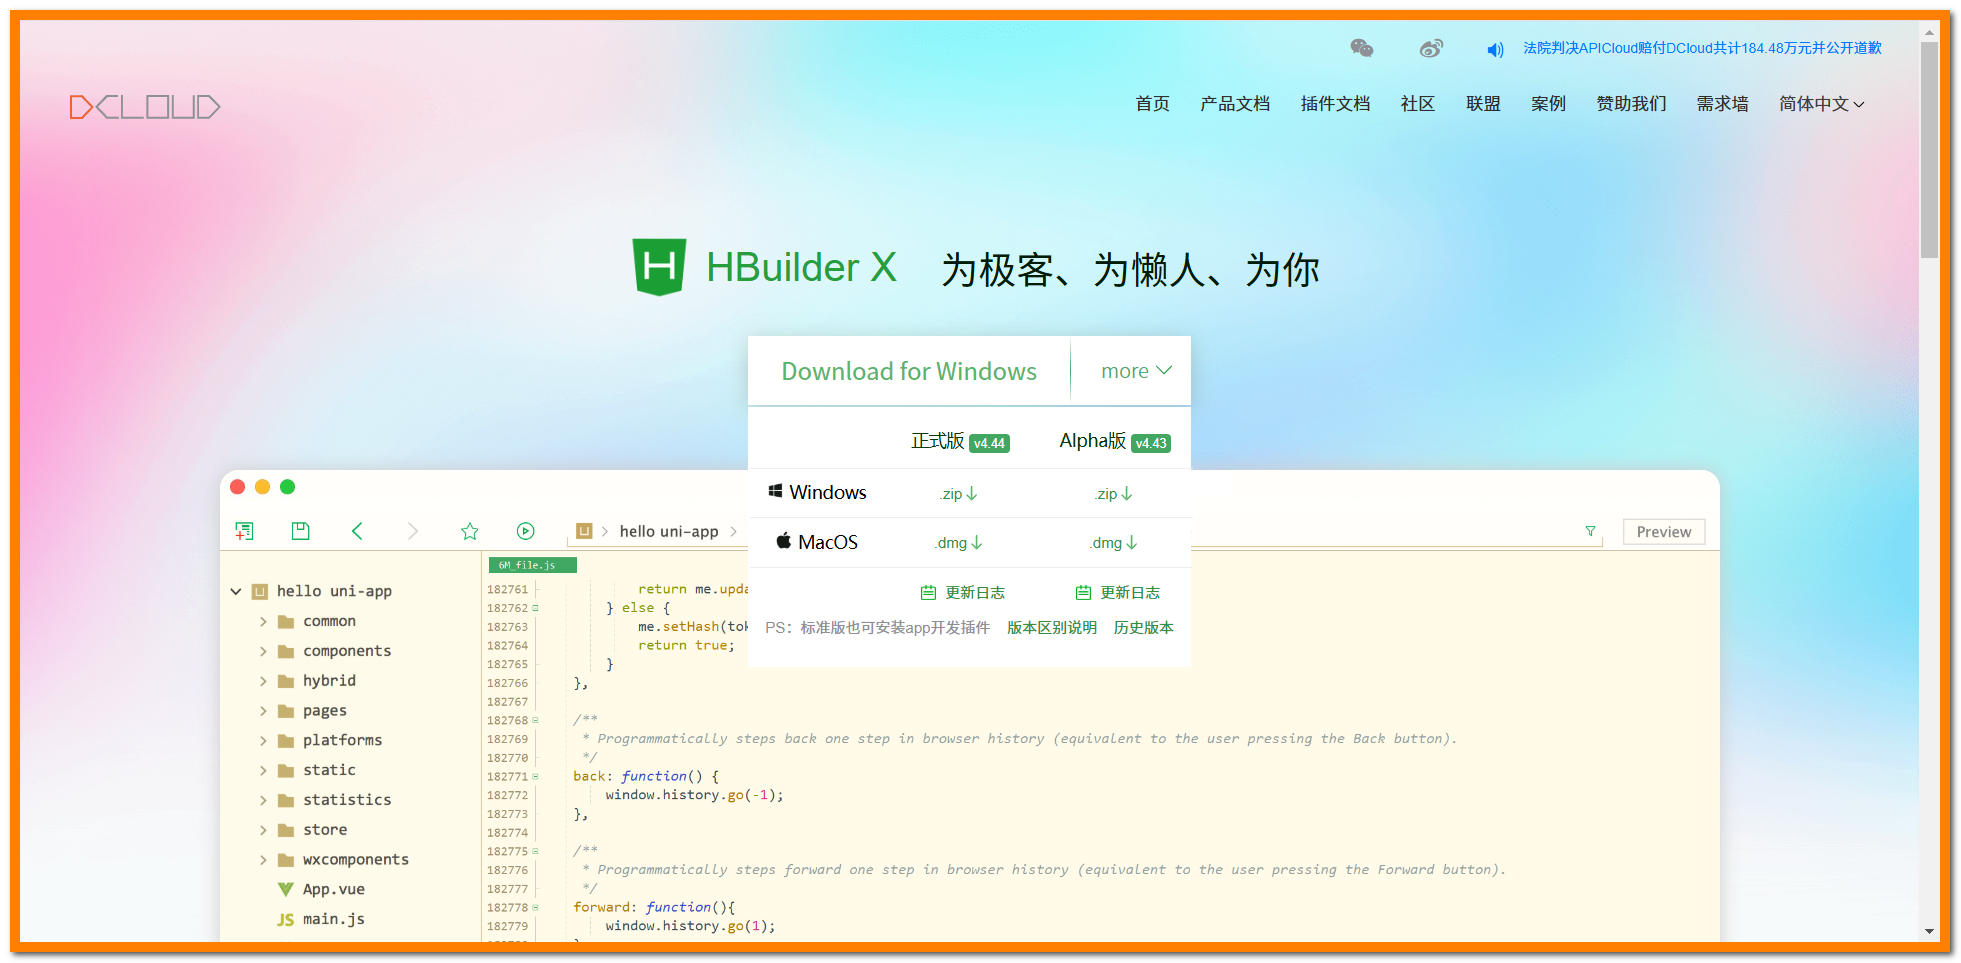 法院判决APICloud赔付DCloud共计184.48万元并公开道歉
DCLOUD
首页 产品文档 插件文档 社区 联盟 案例 赞助我们 需求墙 简体中文
H HBuilder X 为极客、为懒人、为你
Download for Windows more
正式版 v4.44 Alpha版 v4.43
Windows .zip .zip
MacOS .dmg .dmg
更新日志 更新日志
PS：标准版也可安装app开发插件 版本区别说明 历史版本
hello uni-app
Preview
hello uni-app
common
components
hybrid
pages
platforms
static
statistics
store
wxcomponents
App.vue
JS main.js
6M_file.js
182761 return me.upda
182762 } else {
182763 me.setHash(tok
182764 return true;
182765 }
182766 },
182767
182768 /**
182769 * Programmatically steps back one step in browser history (equivalent to the user pressing the Back button).
182770 */
182771 back: function() {
182772 window.history.go(-1);
182773 },
182774
182775 /**
182776 * Programmatically steps forward one step in browser history (equivalent to the user pressing the Forward button).
182777 */
182778 forward: function(){
182779 window.history.go(1);